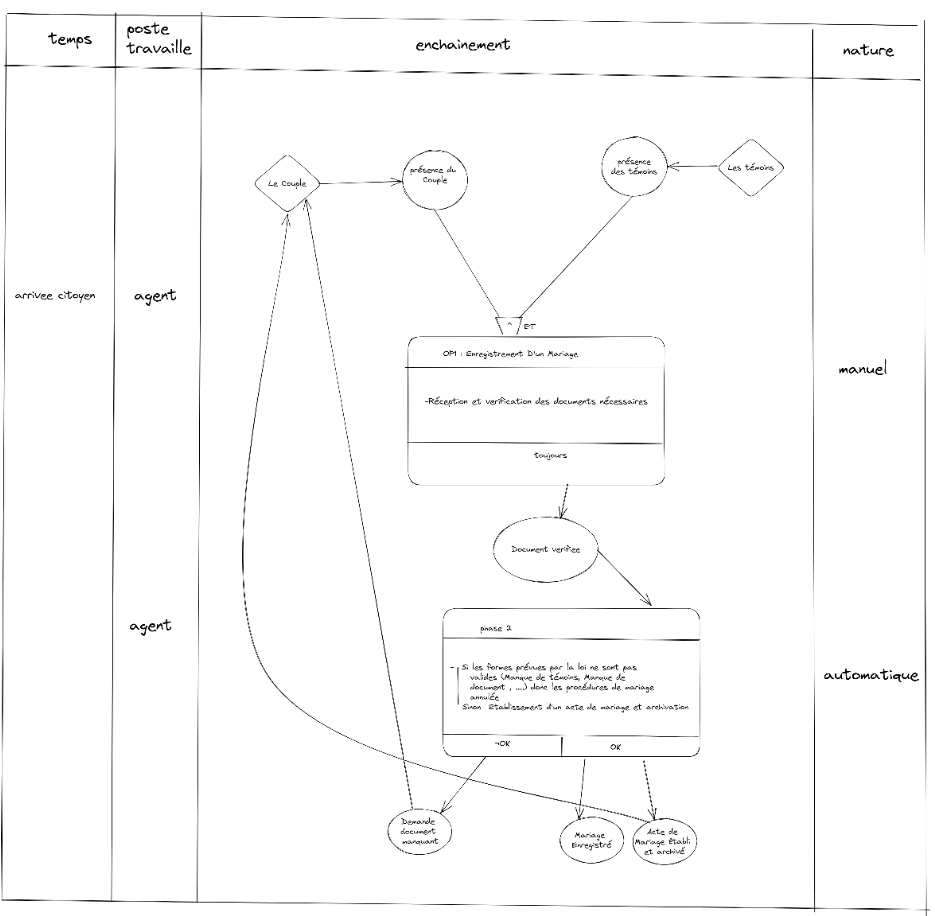 temps
poste
travaille
enchainement
nature
Le Couple
présence du
Couple
présence
des témoins
Les témoins
arrivee citoyen
agent
^
ET
OP1 : Enregistrement D'un Mariage
manuel
-Réception et verification des documents nécessaires
toujours
Document verifiee
agent
phase 2
automatique
- Si les formes prévues par la loi ne sont pas
valides (Manque de témoins, Manque de
document , ....) donc les procédures de mariage
annulée
Sinon Etablissement d'un acte de mariage et archivation
¬OK
OK
Demande
document
manquant
Mariage
Enregistré
Acte de
Mariage Établi
et archivé